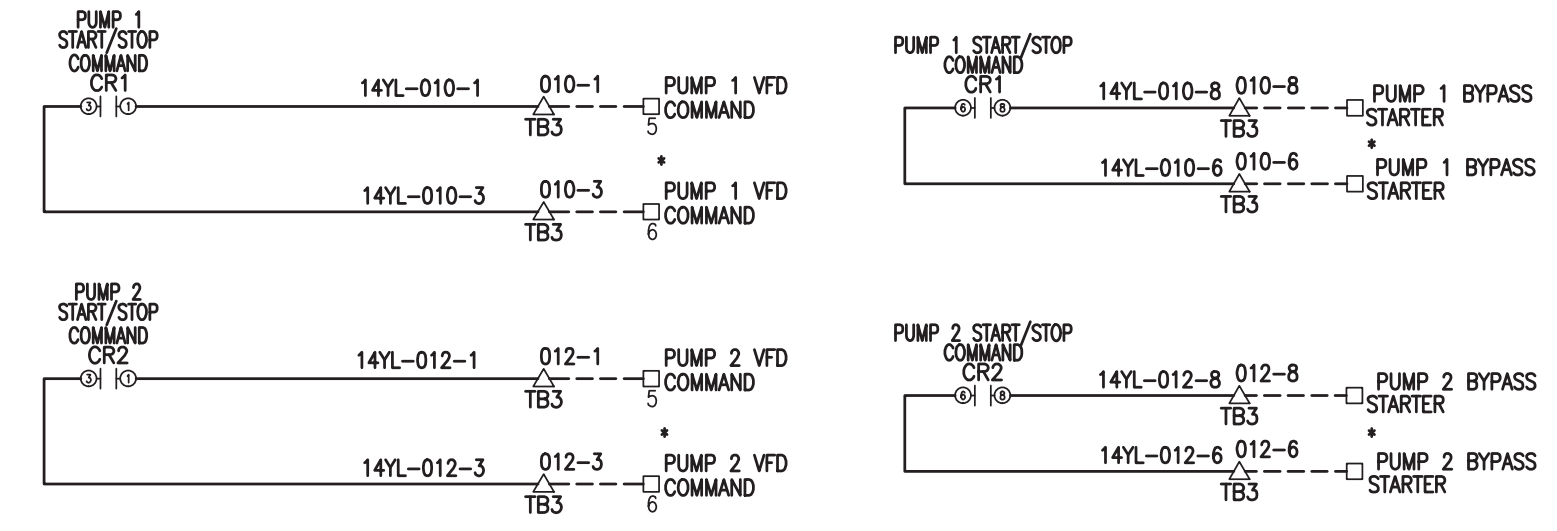 PUMP 1
START/STOP
COMMAND
CR1
3 1
14YL-010-1
010-1
TB3
PUMP 1 VFD
COMMAND
5
*
14YL-010-3
010-3
TB3
PUMP 1 VFD
COMMAND
6
PUMP 1 START/STOP
COMMAND
CR1
6 8
14YL-010-8
010-8
TB3
PUMP 1 BYPASS
STARTER
*
14YL-010-6
010-6
TB3
PUMP 1 BYPASS
STARTER
PUMP 2
START/STOP
COMMAND
CR2
3 1
14YL-012-1
012-1
TB3
PUMP 2 VFD
COMMAND
5
*
14YL-012-3
012-3
TB3
PUMP 2 VFD
COMMAND
6
PUMP 2 START/STOP
COMMAND
CR2
6 8
14YL-012-8
012-8
TB3
PUMP 2 BYPASS
STARTER
*
14YL-012-6
012-6
TB3
PUMP 2 BYPASS
STARTER